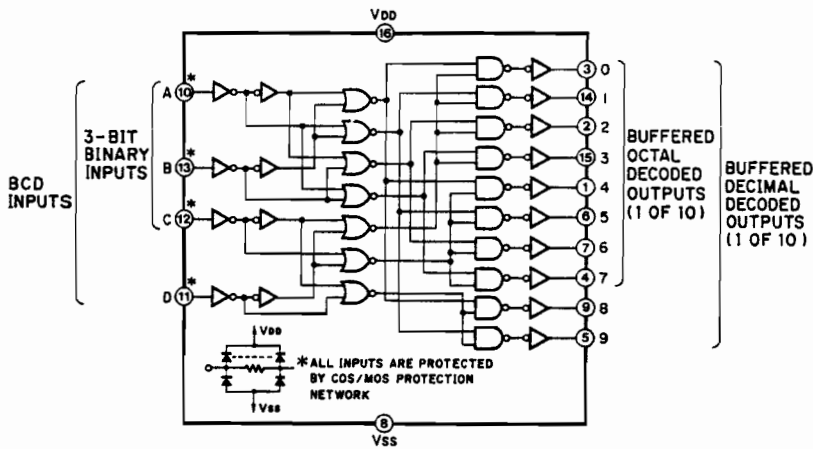 VDD
16
A 10 *
B 13 *
C 12 *
D 11 *
3-BIT
BINARY
INPUTS
BCD
INPUTS
3 0
14 1
2 2
15 3
1 4
6 5
7 6
4 7
9 8
5 9
BUFFERED
OCTAL
DECODED
OUTPUTS
(1 OF 10)
BUFFERED
DECIMAL
DECODED
OUTPUTS
(1 OF 10)
VDD
VSS
*ALL INPUTS ARE PROTECTED
BY COS/MOS PROTECTION
NETWORK
8
VSS